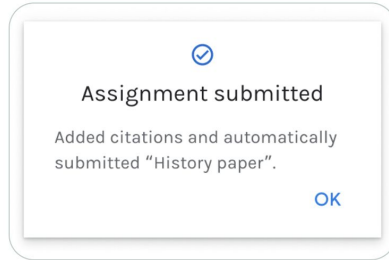 Assignment submitted
Added citations and automatically
submitted “History paper”.
OK